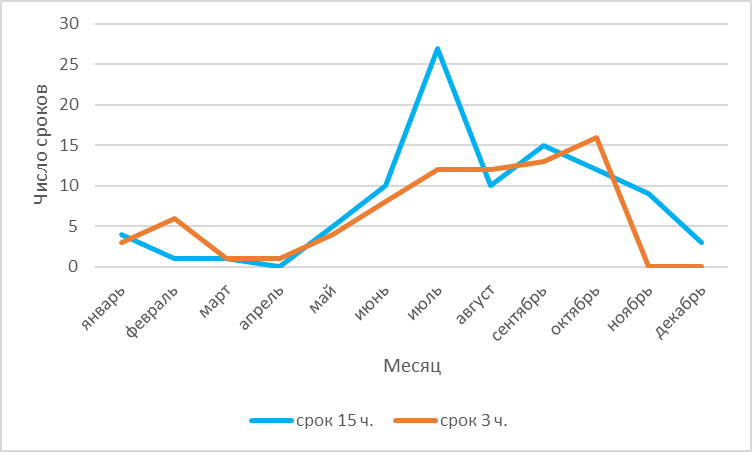 30
25
20
15
10
5
0
Число сроков
январь
февраль
март
апрель
май
июнь
июль
август
сентябрь
октябрь
ноябрь
декабрь
Месяц
срок 15 ч. срок 3 ч.